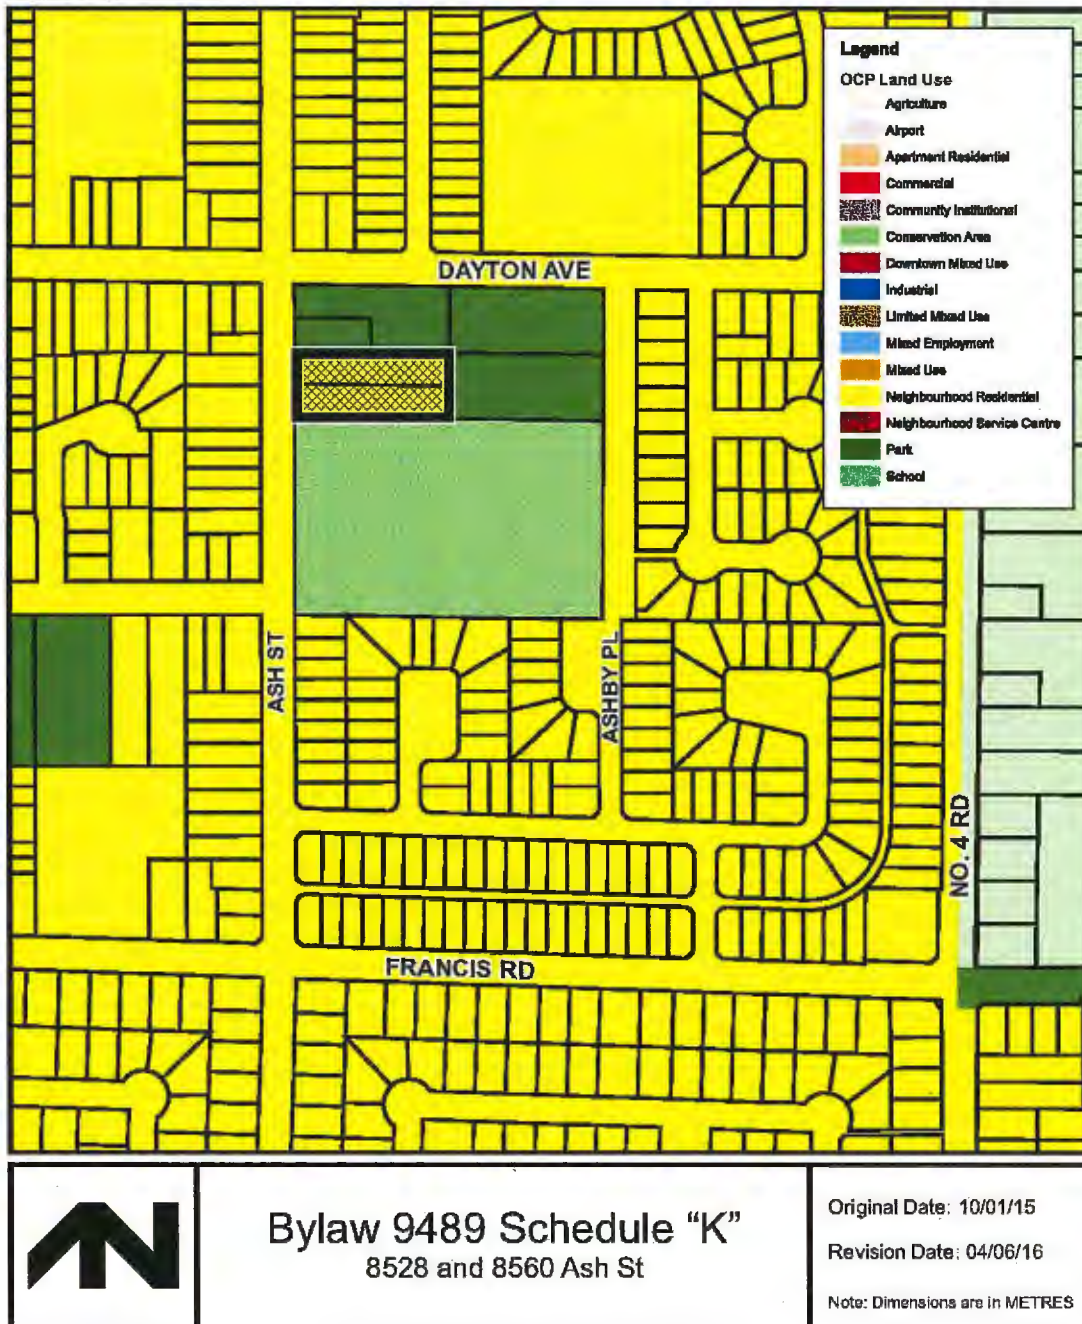 Legend
OCP Land Use
Agriculture
Airport
Apartment Residential
Commercial
Community Institutional
Conservation Area
Downtown Mixed Use
Industrial
Limited Mixed Use
Mixed Employment
Mixed Use
Neighbourhood Residential
Neighbourhood Service Centre
Park
School
DAYTON AVE
ASH ST
ASHBY PL
NO. 4 RD
FRANCIS RD
Bylaw 9489 Schedule “K”
8528 and 8560 Ash St
Original Date: 10/01/15
Revision Date: 04/06/16
Note: Dimensions are in METRES